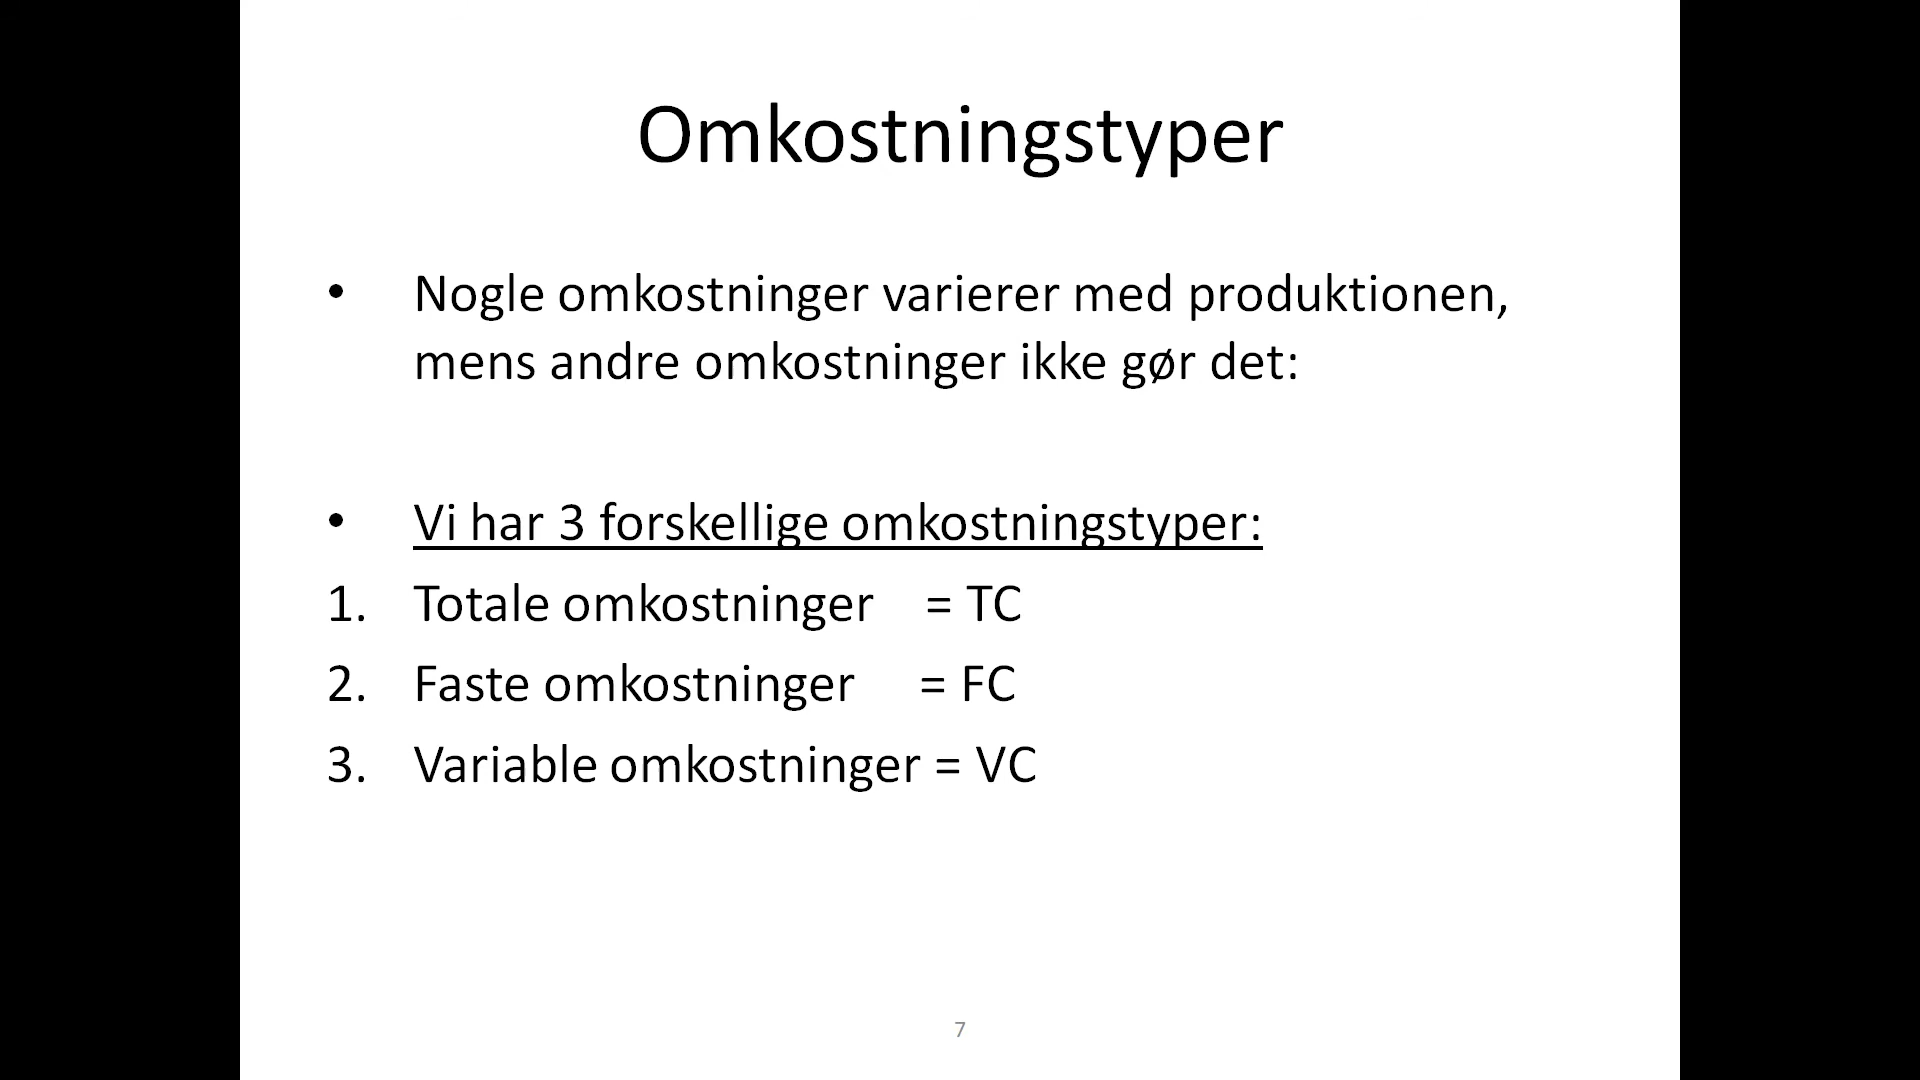 Omkostningstyper
• Nogle omkostninger varierer med produktionen,
mens andre omkostninger ikke gør det:
• Vi har 3 forskellige omkostningstyper:
1. Totale omkostninger = TC
2. Faste omkostninger = FC
3. Variable omkostninger = VC
7